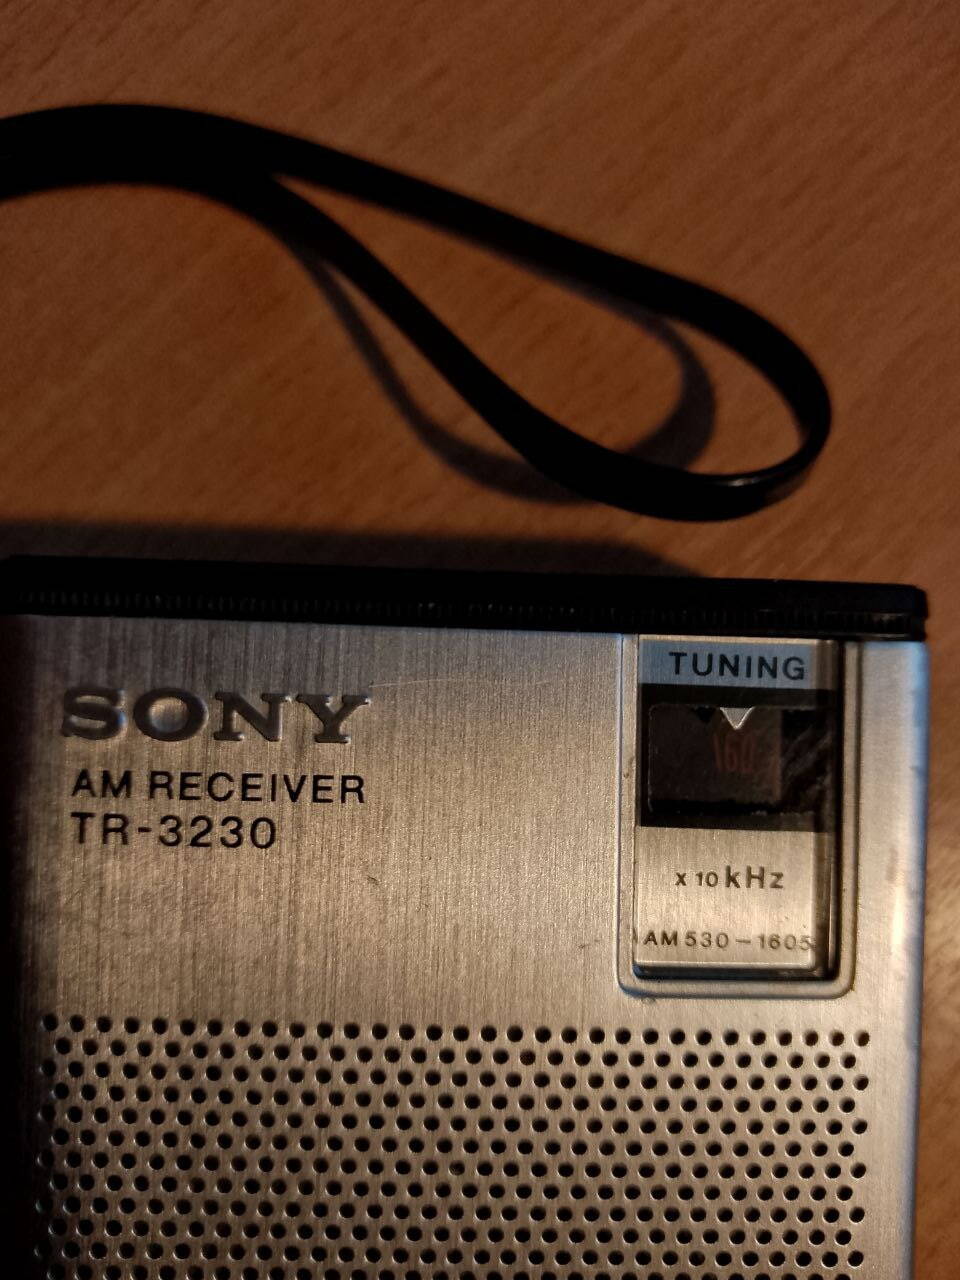 SONY
AM RECEIVER
TR-3230
TUNING
160
x 10 kHz
AM 530 – 1605